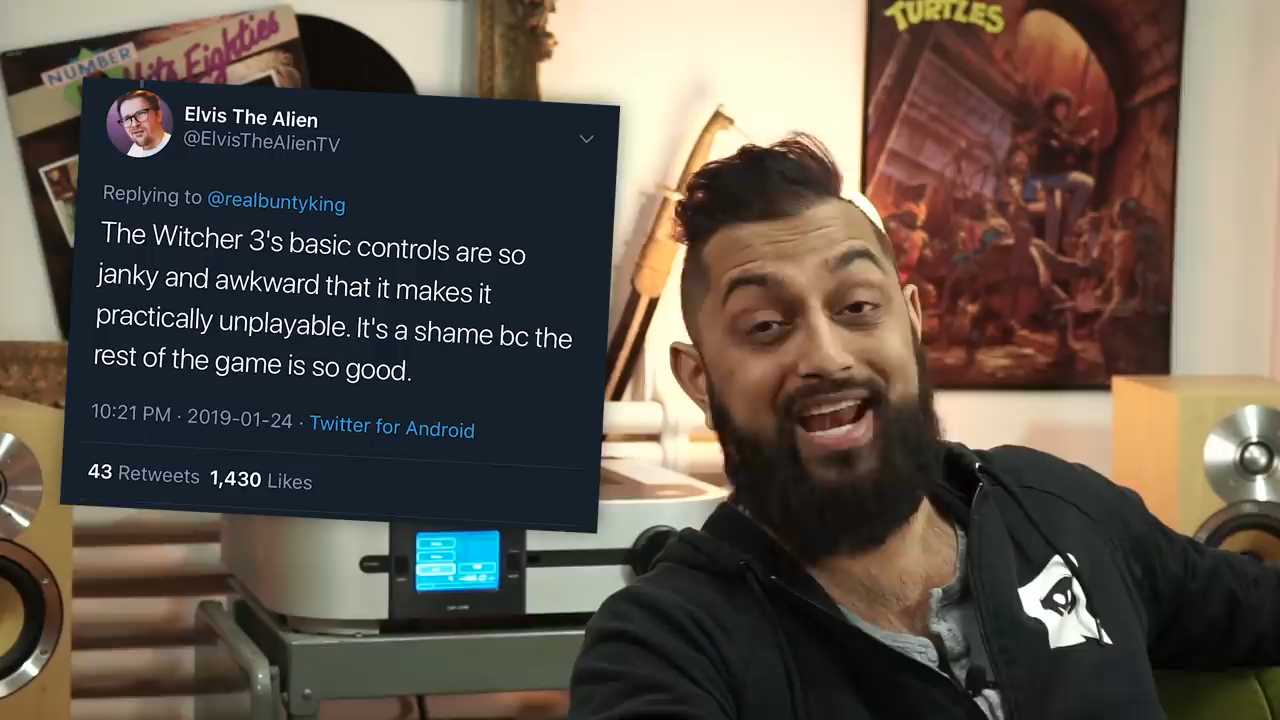 NUMBER
Hits Eighties
TURTLES
Elvis The Alien
@ElvisTheAlienTV
Replying to @realbuntyking
The Witcher 3's basic controls are so
janky and awkward that it makes it
practically unplayable. It's a shame bc the
rest of the game is so good.
10:21 PM · 2019-01-24 · Twitter for Android
43 Retweets 1,430 Likes